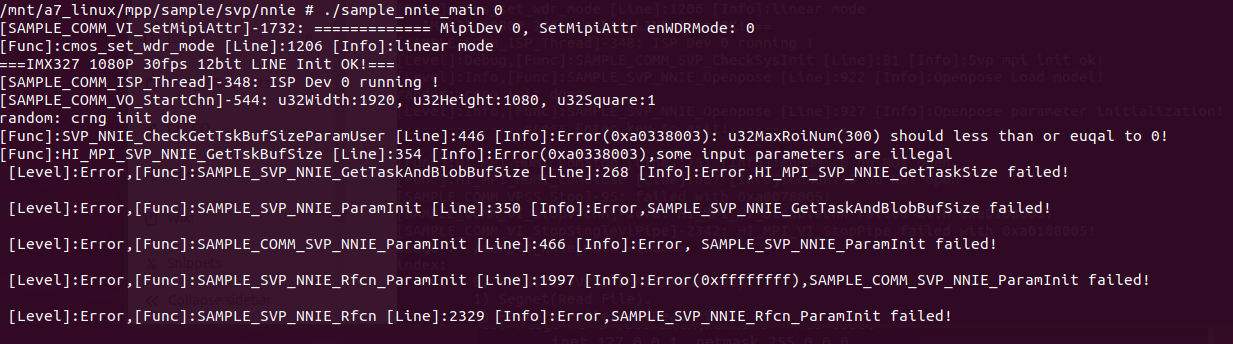 /mnt/a7_linux/mpp/sample/svp/nnie # ./sample_nnie_main 0
[SAMPLE_COMM_VI_SetMipiAttr]-1732: ============= MipiDev 0, SetMipiAttr enWDRMode: 0
[Func]:cmos_set_wdr_mode [Line]:1206 [Info]:linear mode
===IMX327 1080P 30fps 12bit LINE Init OK!===
[SAMPLE_COMM_ISP_Thread]-348: ISP Dev 0 running !
[SAMPLE_COMM_VO_StartChn]-544: u32Width:1920, u32Height:1080, u32Square:1
random: crng init done
[Func]:SVP_NNIE_CheckGetTskBufSizeParamUser [Line]:446 [Info]:Error(0xa0338003): u32MaxRoiNum(300) should less than or euqal to 0!
[Func]:HI_MPI_SVP_NNIE_GetTskBufSize [Line]:354 [Info]:Error(0xa0338003),some input parameters are illegal
[Level]:Error,[Func]:SAMPLE_SVP_NNIE_GetTaskAndBlobBufSize [Line]:268 [Info]:Error,HI_MPI_SVP_NNIE_GetTaskSize failed!
[Level]:Error,[Func]:SAMPLE_SVP_NNIE_ParamInit [Line]:350 [Info]:Error,SAMPLE_SVP_NNIE_GetTaskAndBlobBufSize failed!
[Level]:Error,[Func]:SAMPLE_COMM_SVP_NNIE_ParamInit [Line]:466 [Info]:Error, SAMPLE_SVP_NNIE_ParamInit failed!
[Level]:Error,[Func]:SAMPLE_SVP_NNIE_Rfcn_ParamInit [Line]:1997 [Info]:Error(0xffffffff),SAMPLE_COMM_SVP_NNIE_ParamInit failed!
Collapse sidebar
1) Segnet(Read File).
[Level]:Error,[Func]:SAMPLE_SVP_NNIE_Rfcn [Line]:2329 [Info]:Error,SAMPLE_SVP_NNIE_Rfcn_ParamInit failed!